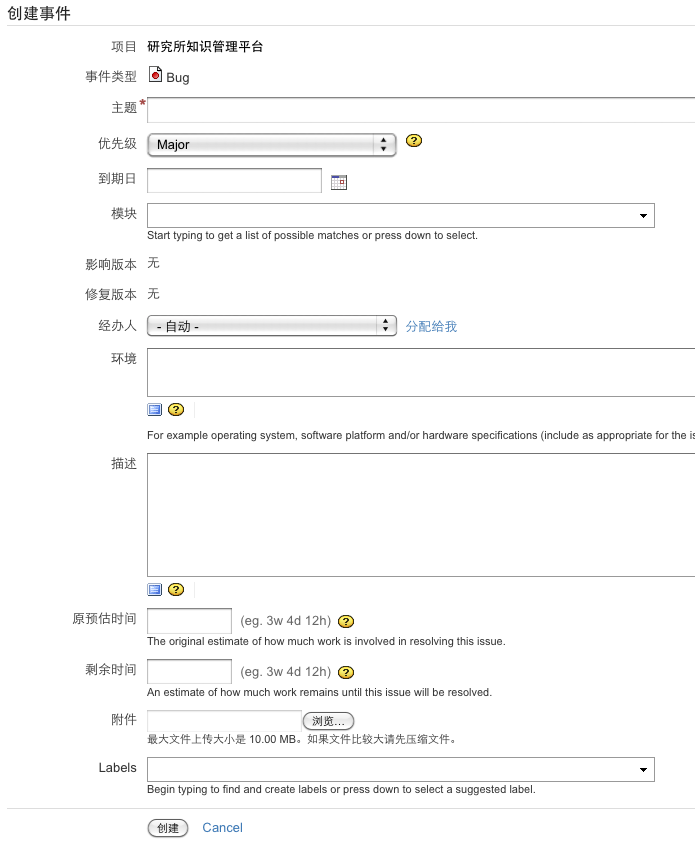 创建事件
项目 研究所知识管理平台
事件类型 Bug
主题*
优先级 Major ?
到期日
模块
Start typing to get a list of possible matches or press down to select.
影响版本 无
修复版本 无
经办人 - 自动 - 分配给我
环境
?
For example operating system, software platform and/or hardware specifications (include as appropriate for the is
描述
?
原预估时间 (eg. 3w 4d 12h) ?
The original estimate of how much work is involved in resolving this issue.
剩余时间 (eg. 3w 4d 12h) ?
An estimate of how much work remains until this issue will be resolved.
附件 浏览...
最大文件上传大小是 10.00 MB。如果文件比较大请先压缩文件。
Labels
Begin typing to find and create labels or press down to select a suggested label.
创建 Cancel